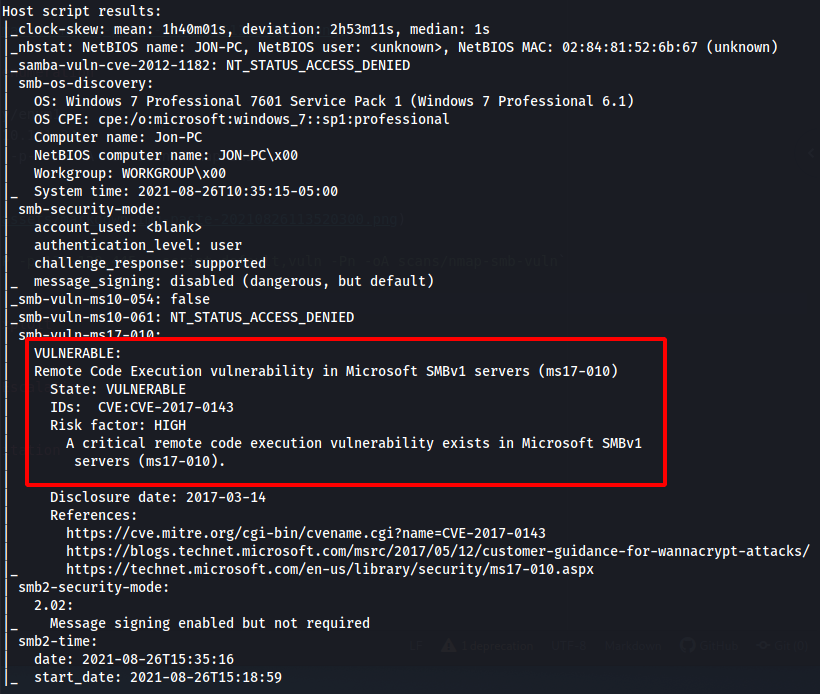 Host script results:
|_clock-skew: mean: 1h40m01s, deviation: 2h53m11s, median: 1s
|_nbstat: NetBIOS name: JON-PC, NetBIOS user: <unknown>, NetBIOS MAC: 02:84:81:52:6b:67 (unknown)
|_samba-vuln-cve-2012-1182: NT_STATUS_ACCESS_DENIED
| smb-os-discovery:
|   OS: Windows 7 Professional 7601 Service Pack 1 (Windows 7 Professional 6.1)
|   OS CPE: cpe:/o:microsoft:windows_7::sp1:professional
|   Computer name: Jon-PC
|   NetBIOS computer name: JON-PC\x00
|   Workgroup: WORKGROUP\x00
|_  System time: 2021-08-26T10:35:15-05:00
| smb-security-mode:
|   account_used: <blank>
|   authentication_level: user
|   challenge_response: supported
|_  message_signing: disabled (dangerous, but default)
|_smb-vuln-ms10-054: false
|_smb-vuln-ms10-061: NT_STATUS_ACCESS_DENIED
| smb-vuln-ms17-010:
|   VULNERABLE:
|   Remote Code Execution vulnerability in Microsoft SMBv1 servers (ms17-010)
|     State: VULNERABLE
|     IDs:  CVE:CVE-2017-0143
|     Risk factor: HIGH
|       A critical remote code execution vulnerability exists in Microsoft SMBv1
|        servers (ms17-010).
|
|     Disclosure date: 2017-03-14
|     References:
|       https://cve.mitre.org/cgi-bin/cvename.cgi?name=CVE-2017-0143
|       https://blogs.technet.microsoft.com/msrc/2017/05/12/customer-guidance-for-wannacrypt-attacks/
|_      https://technet.microsoft.com/en-us/library/security/ms17-010.aspx
| smb2-security-mode:
|   2.02:
|_    Message signing enabled but not required
| smb2-time:
|   date: 2021-08-26T15:35:16
|_  start_date: 2021-08-26T15:18:59